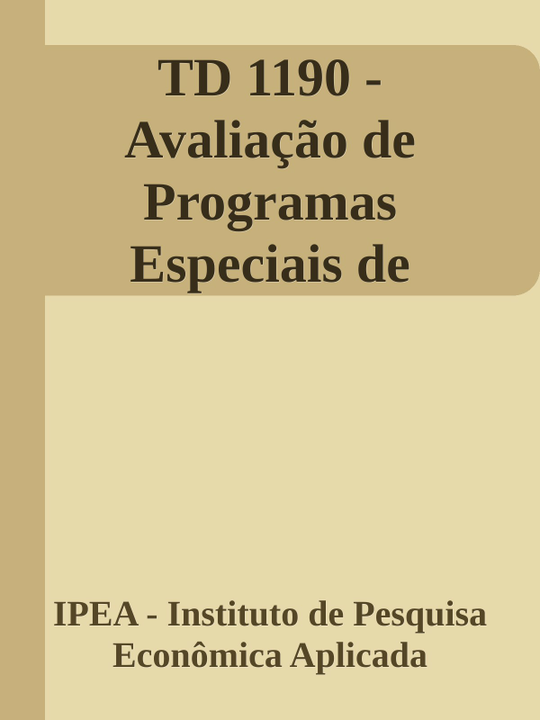 TD 1190 -
Avaliação de
Programas
Especiais de
IPEA - Instituto de Pesquisa
Econômica Aplicada